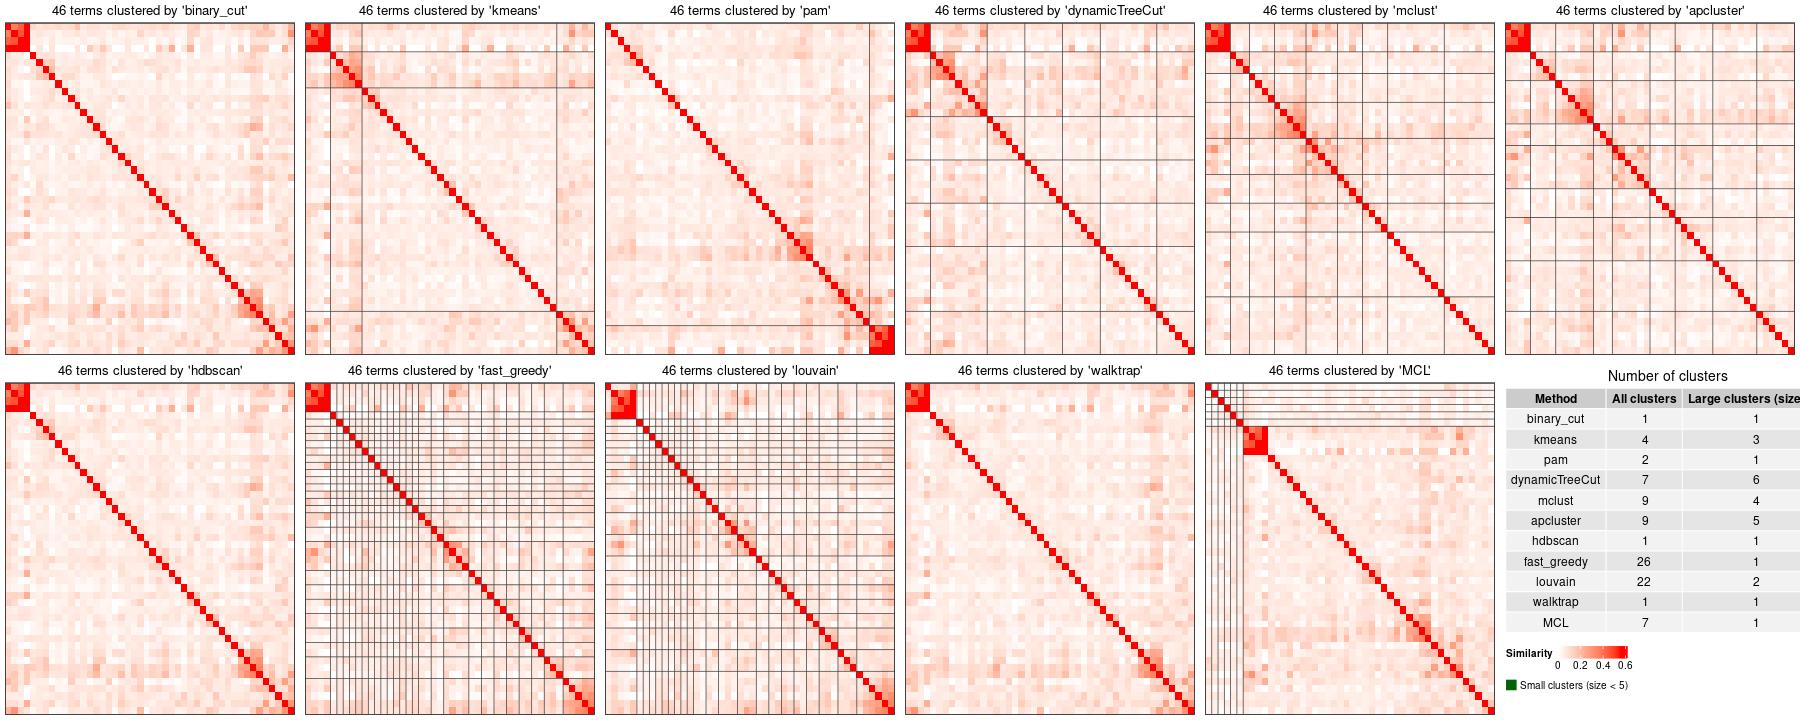 46 terms clustered by 'binary_cut'
46 terms clustered by 'kmeans'
46 terms clustered by 'pam'
46 terms clustered by 'dynamicTreeCut'
46 terms clustered by 'mclust'
46 terms clustered by 'apcluster'
46 terms clustered by 'hdbscan'
46 terms clustered by 'fast_greedy'
46 terms clustered by 'louvain'
46 terms clustered by 'walktrap'
46 terms clustered by 'MCL'
Number of clusters
Method All clusters Large clusters (size
binary_cut 1 1
kmeans 4 3
pam 2 1
dynamicTreeCut 7 6
mclust 9 4
apcluster 9 5
hdbscan 1 1
fast_greedy 26 1
louvain 22 2
walktrap 1 1
MCL 7 1
Similarity
0 0.2 0.4 0.6
Small clusters (size < 5)